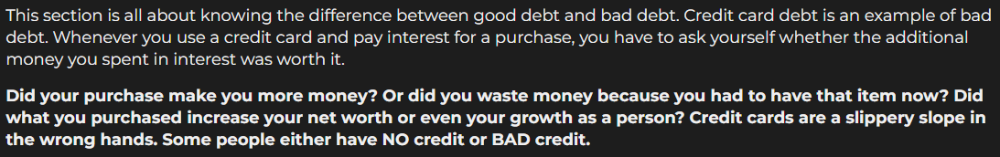 This section is all about knowing the difference between good debt and bad debt. Credit card debt is an example of bad
debt. Whenever you use a credit card and pay interest for a purchase, you have to ask yourself whether the additional
money you spent in interest was worth it.
Did your purchase make you more money? Or did you waste money because you had to have that item now? Did
what you purchased increase your net worth or even your growth as a person? Credit cards are a slippery slope in
the wrong hands. Some people either have NO credit or BAD credit.